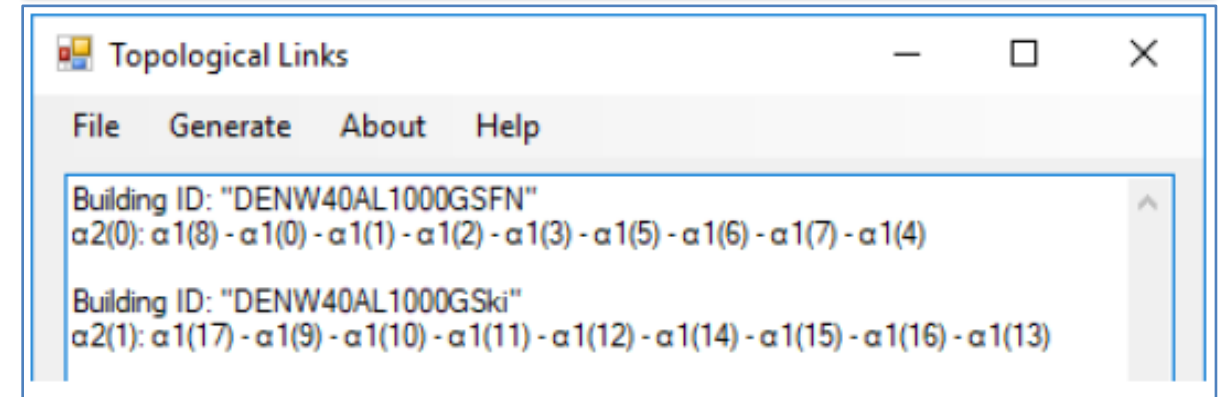 Topological Links
File Generate About Help
Building ID: "DENW40AL1000GSFN"
α2(0): α1(8) - α1(0) - α1(1) - α1(2) - α1(3) - α1(5) - α1(6) - α1(7) - α1(4)
Building ID: "DENW40AL1000GSki"
α2(1): α1(17) - α1(9) - α1(10) - α1(11) - α1(12) - α1(14) - α1(15) - α1(16) - α1(13)